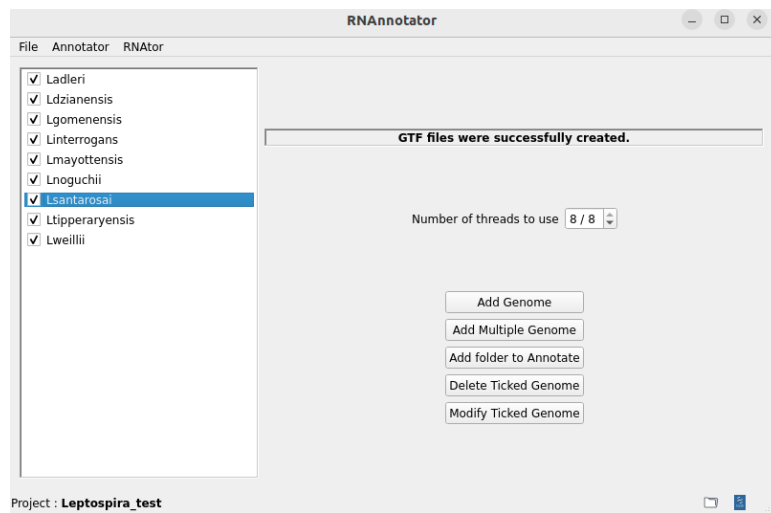 RNAnnotator
File Annotator RNAtor
Ladleri
Ldzianensis
Lgomenensis
Linterrogans
Lmayottensis
Lnoguchii
Lsantarosai
Ltipperaryensis
Lweillii
GTF files were successfully created.
Number of threads to use 8 / 8
Add Genome
Add Multiple Genome
Add folder to Annotate
Delete Ticked Genome
Modify Ticked Genome
Project : Leptospira_test